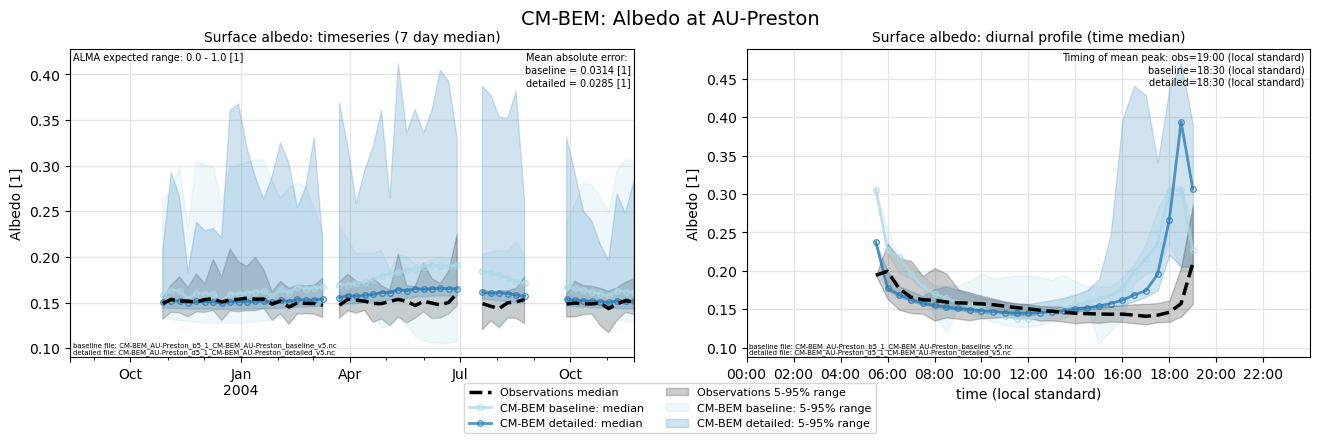 CM-BEM: Albedo at AU-Preston
Surface albedo: timeseries (7 day median)
ALMA expected range: 0.0 - 1.0 [1]
Mean absolute error:
baseline = 0.0314 [1]
detailed = 0.0285 [1]
Albedo [1]
0.40
0.35
0.30
0.25
0.20
0.15
0.10
baseline file: CM-BEM_AU-Preston_b5_1_CM-BEM_AU-Preston_baseline_v5.nc
detailed file: CM-BEM_AU-Preston_d5_1_CM-BEM_AU-Preston_detailed_v5.nc
Oct Jan Apr Jul Oct
2004
Surface albedo: diurnal profile (time median)
Timing of mean peak: obs=19:00 (local standard)
baseline=18:30 (local standard)
detailed=18:30 (local standard)
Albedo [1]
0.45
0.40
0.35
0.30
0.25
0.20
0.15
0.10
baseline file: CM-BEM_AU-Preston_b5_1_CM-BEM_AU-Preston_baseline_v5.nc
detailed file: CM-BEM_AU-Preston_d5_1_CM-BEM_AU-Preston_detailed_v5.nc
00:00 02:00 04:00 06:00 08:00 10:00 12:00 14:00 16:00 18:00 20:00 22:00
time (local standard)
Observations median
CM-BEM baseline: median
CM-BEM detailed: median
Observations 5-95% range
CM-BEM baseline: 5-95% range
CM-BEM detailed: 5-95% range